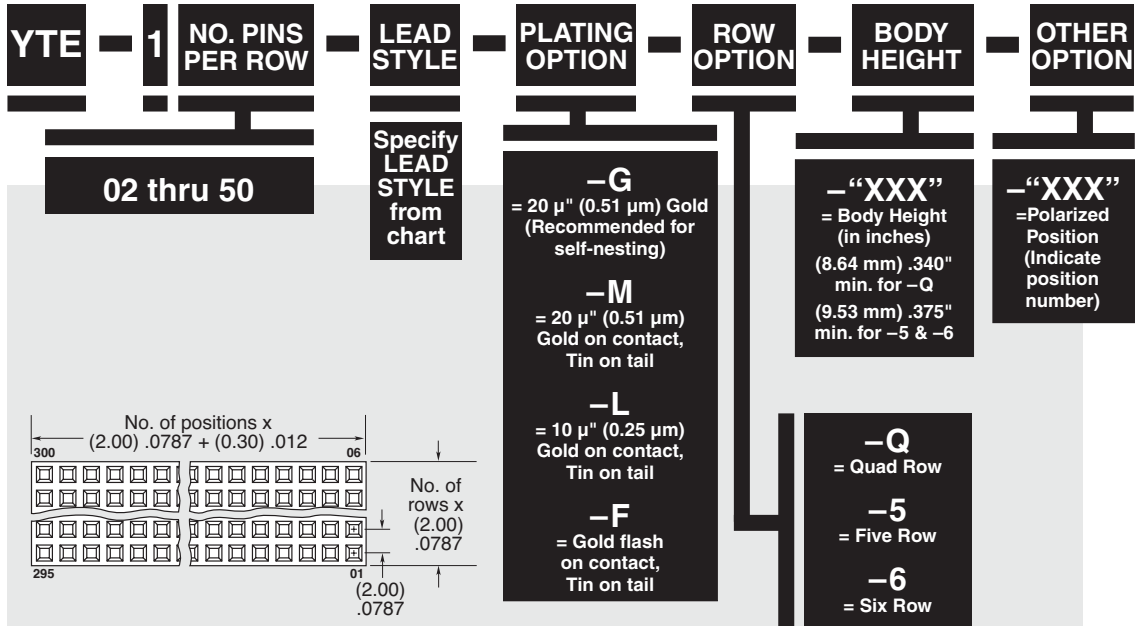 YTE – 1 NO. PINS PER ROW – LEAD STYLE – PLATING OPTION – ROW OPTION – BODY HEIGHT – OTHER OPTION
02 thru 50
Specify
LEAD
STYLE
from
chart
–G
= 20 µ" (0.51 µm) Gold
(Recommended for
self-nesting)
–M
= 20 µ" (0.51 µm)
Gold on contact,
Tin on tail
–L
= 10 µ" (0.25 µm)
Gold on contact,
Tin on tail
–F
= Gold flash
on contact,
Tin on tail
–Q
= Quad Row
–5
= Five Row
–6
= Six Row
–“XXX”
= Body Height
(in inches)
(8.64 mm) .340"
min. for –Q
(9.53 mm) .375"
min. for –5 & –6
–“XXX”
=Polarized
Position
(Indicate
position
number)
No. of positions x
(2.00) .0787 + (0.30) .012
300
06
295
01
No. of
rows x
(2.00)
.0787
(2.00)
.0787